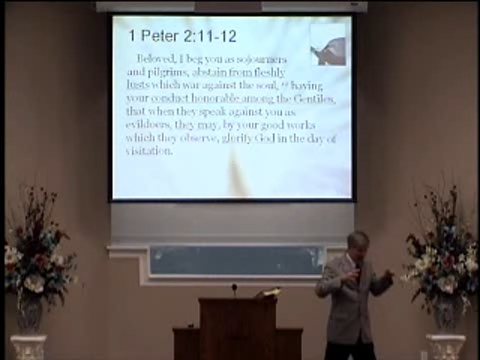 1 Peter 2:11-12
Beloved, I beg you as sojourners
and pilgrims, abstain from fleshly
lusts which war against the soul, 12 having
your conduct honorable among the Gentiles,
that when they speak against you as
evildoers, they may, by your good works
which they observe, glorify God in the day of
visitation.